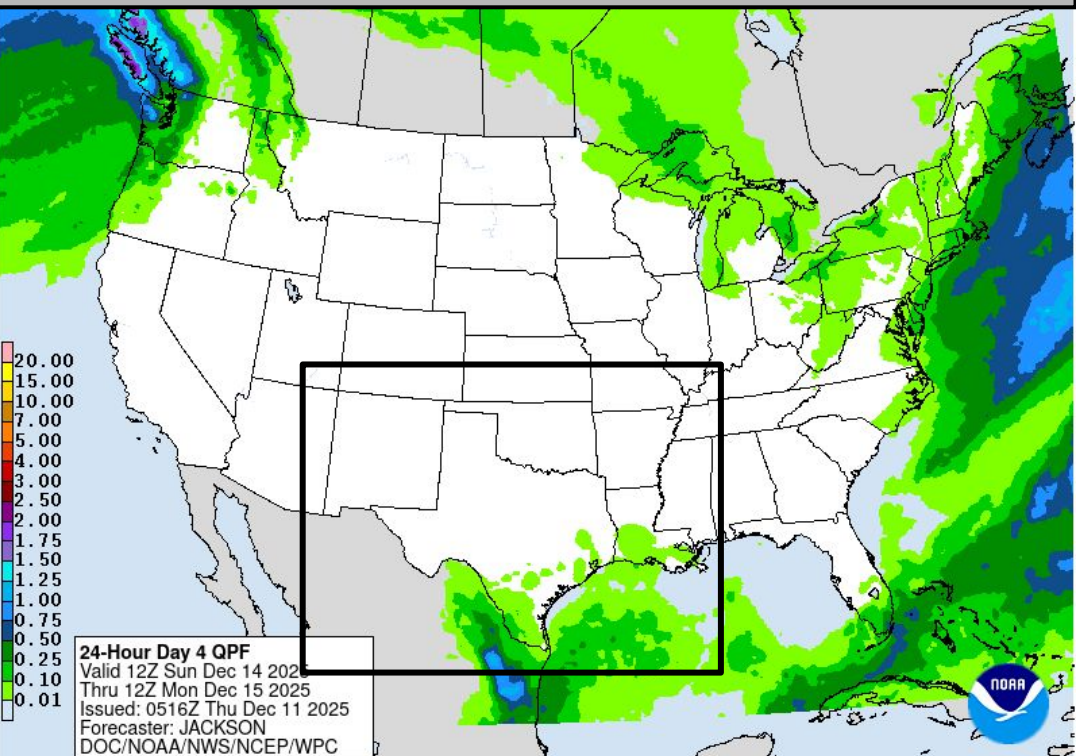 20.00
15.00
10.00
7.00
5.00
4.00
3.00
2.50
2.00
1.75
1.50
1.25
1.00
0.75
0.50
0.25
0.10
0.01
24-Hour Day 4 QPF
Valid 12Z Sun Dec 14 2025
Thru 12Z Mon Dec 15 2025
Issued: 0516Z Thu Dec 11 2025
Forecaster: JACKSON
DOC/NOAA/NWS/NCEP/WPC
NOAA